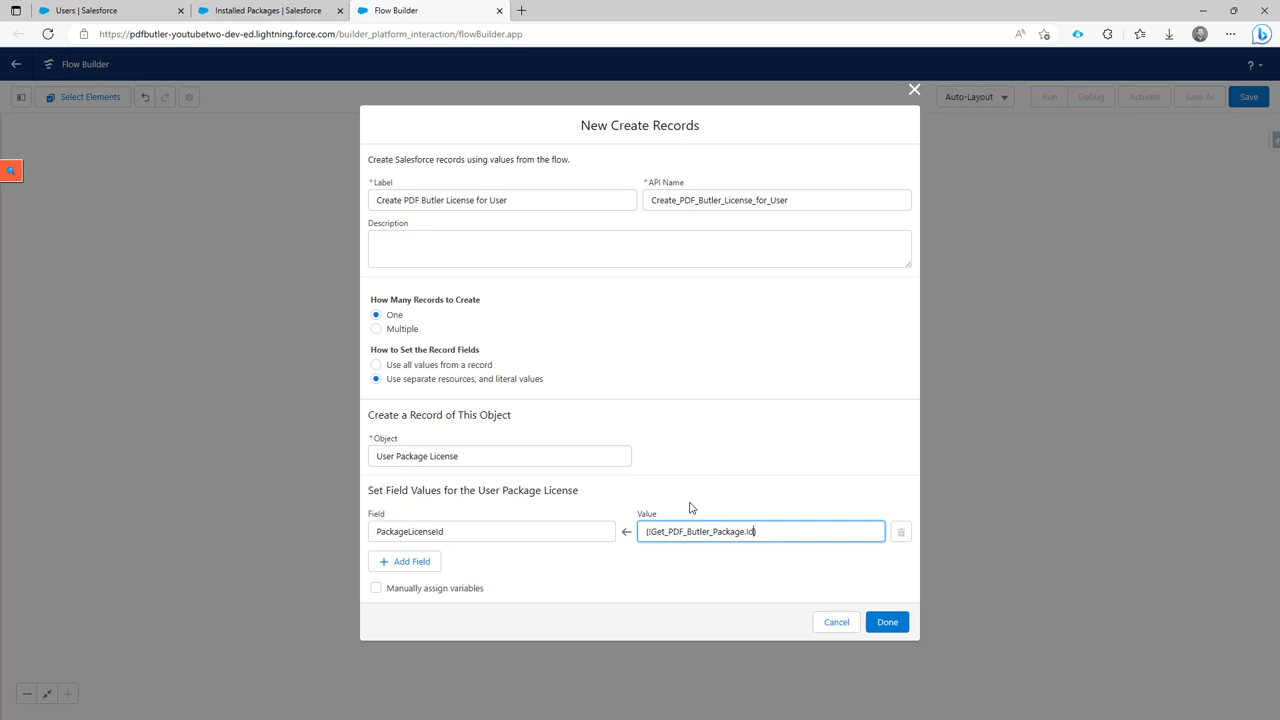 Users | Salesforce
Installed Packages | Salesforce
Flow Builder
https://pdfbutler-youtubetwo-dev-ed.lightning.force.com/builder_platform_interaction/flowBuilder.app
Flow Builder
?
Select Elements
Auto-Layout
Run
Debug
Activate
Save As
Save
New Create Records
Create Salesforce records using values from the flow.
*Label
*API Name
Create PDF Butler License for User
Create_PDF_Butler_License_for_User
Description
How Many Records to Create
One
Multiple
How to Set the Record Fields
Use all values from a record
Use separate resources, and literal values
Create a Record of This Object
*Object
User Package License
Set Field Values for the User Package License
Field
Value
PackageLicenseId
{!Get_PDF_Butler_Package.Id}
+ Add Field
Manually assign variables
Cancel
Done